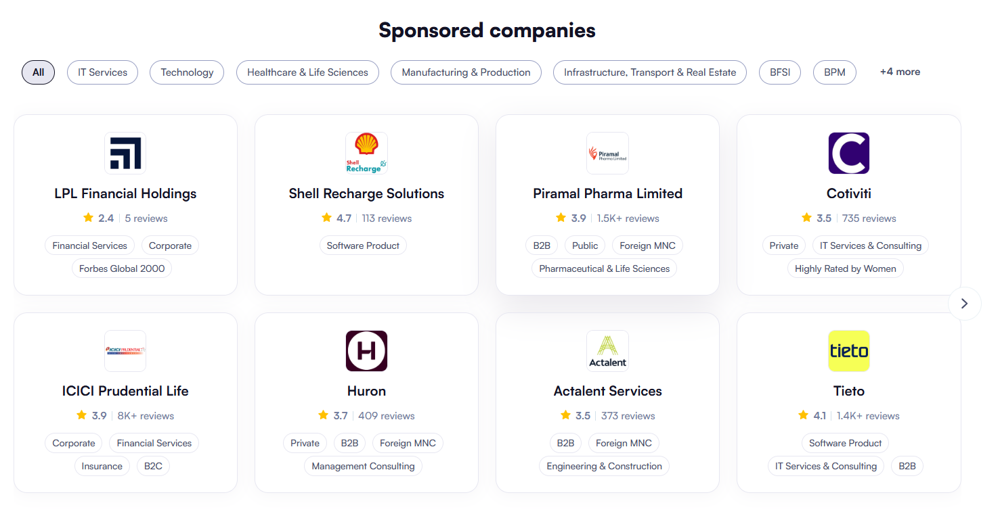 Sponsored companies
All IT Services Technology Healthcare & Life Sciences Manufacturing & Production Infrastructure, Transport & Real Estate BFSI BPM +4 more
LPL Financial Holdings
2.4 5 reviews
Financial Services Corporate
Forbes Global 2000
Shell
Recharge
Shell Recharge Solutions
4.7 113 reviews
Software Product
Piramal
Pharma Limited
Piramal Pharma Limited
3.9 1.5K+ reviews
B2B Public Foreign MNC
Pharmaceutical & Life Sciences
C
Cotiviti
3.5 735 reviews
Private IT Services & Consulting
Highly Rated by Women
ICICI PRUDENTIAL
ICICI Prudential Life
3.9 8K+ reviews
Corporate Financial Services
Insurance B2C
H
Huron
3.7 409 reviews
Private B2B Foreign MNC
Management Consulting
Actalent
Actalent Services
3.5 373 reviews
B2B Foreign MNC
Engineering & Construction
tieto
Tieto
4.1 1.4K+ reviews
Software Product
IT Services & Consulting B2B